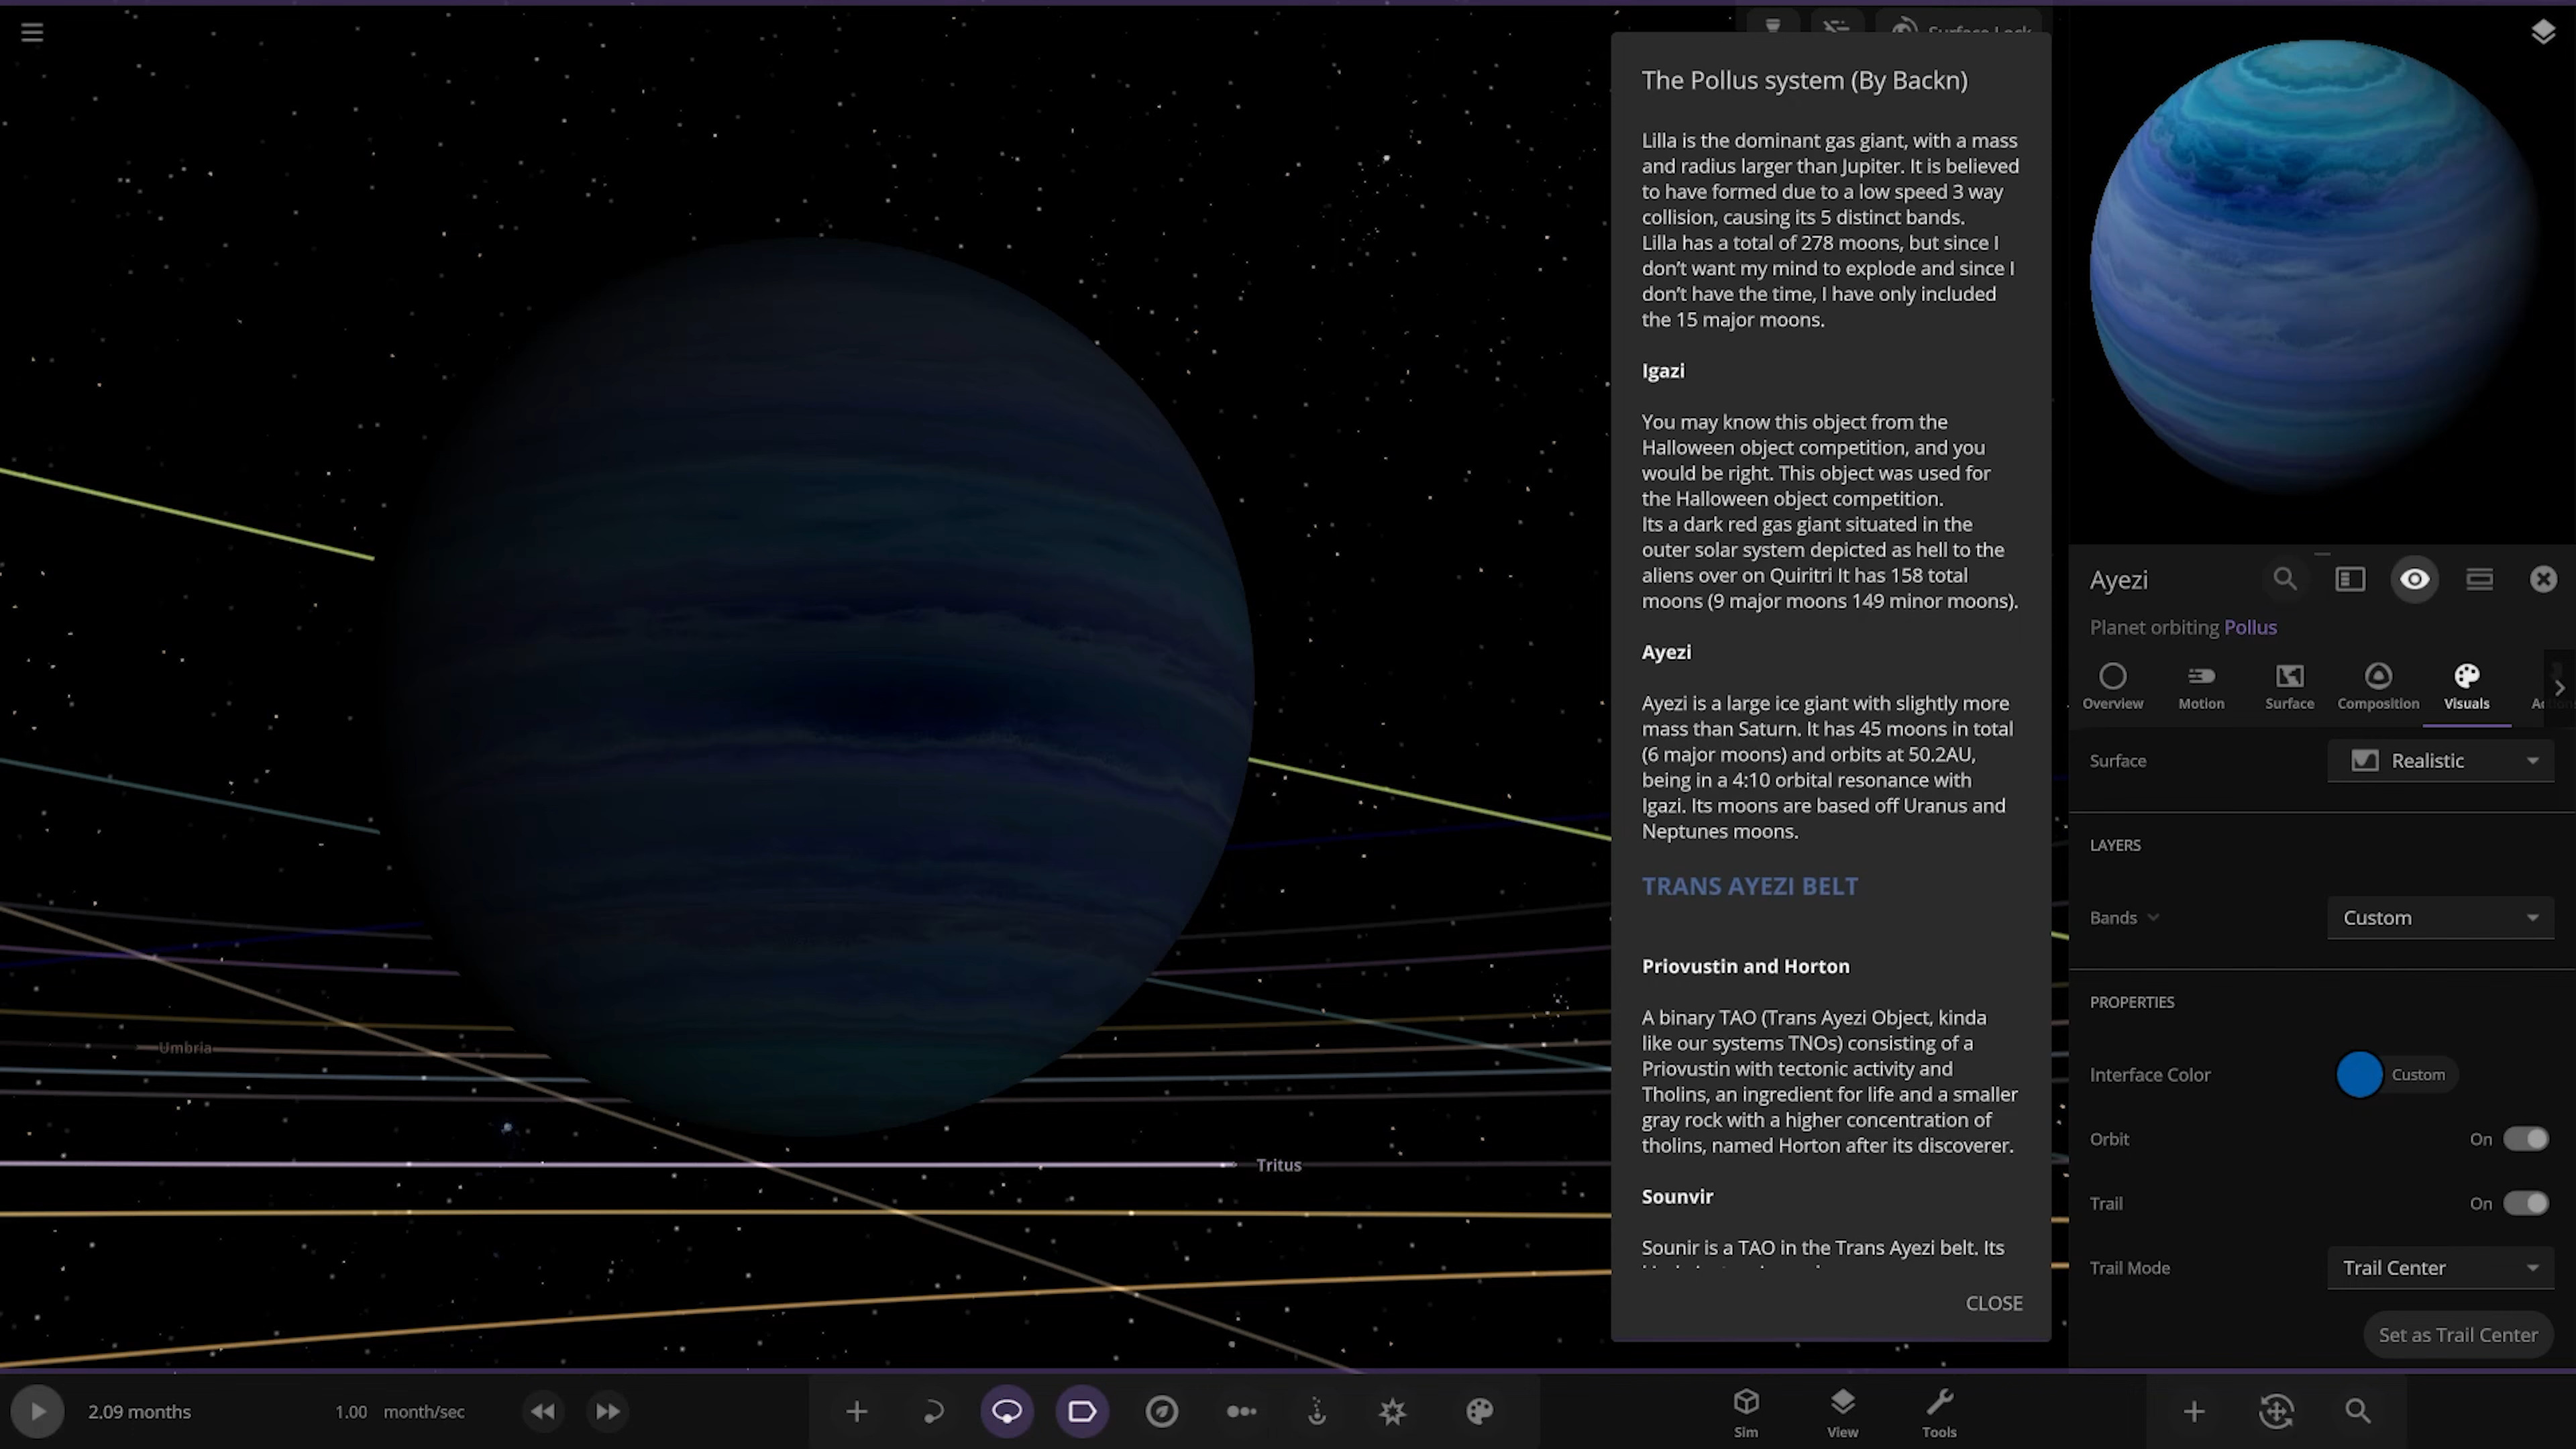 Surface Lock
The Pollus system (By Backn)
Lilla is the dominant gas giant, with a mass
and radius larger than Jupiter. It is believed
to have formed due to a low speed 3 way
collision, causing its 5 distinct bands.
Lilla has a total of 278 moons, but since I
don't want my mind to explode and since I
don't have the time, I have only included
the 15 major moons.
Igazi
You may know this object from the
Halloween object competition, and you
would be right. This object was used for
the Halloween object competition.
Its a dark red gas giant situated in the
outer solar system depicted as hell to the
aliens over on Quiritri It has 158 total
moons (9 major moons 149 minor moons).
Ayezi
Ayezi is a large ice giant with slightly more
mass than Saturn. It has 45 moons in total
(6 major moons) and orbits at 50.2AU,
being in a 4:10 orbital resonance with
Igazi. Its moons are based off Uranus and
Neptunes moons.
TRANS AYEZI BELT
Priovustin and Horton
A binary TAO (Trans Ayezi Object, kinda
like our systems TNOs) consisting of a
Priovustin with tectonic activity and
Tholins, an ingredient for life and a smaller
gray rock with a higher concentration of
tholins, named Horton after its discoverer.
Sounvir
Sounir is a TAO in the Trans Ayezi belt. Its
CLOSE
Umbria
Tritus
Ayezi
Planet orbiting Pollus
Overview
Motion
Surface
Composition
Visuals
Surface
Realistic
LAYERS
Bands
Custom
PROPERTIES
Interface Color
Custom
Orbit
On
Trail
On
Trail Mode
Trail Center
Set as Trail Center
2.09 months
1.00 month/sec
Sim
View
Tools